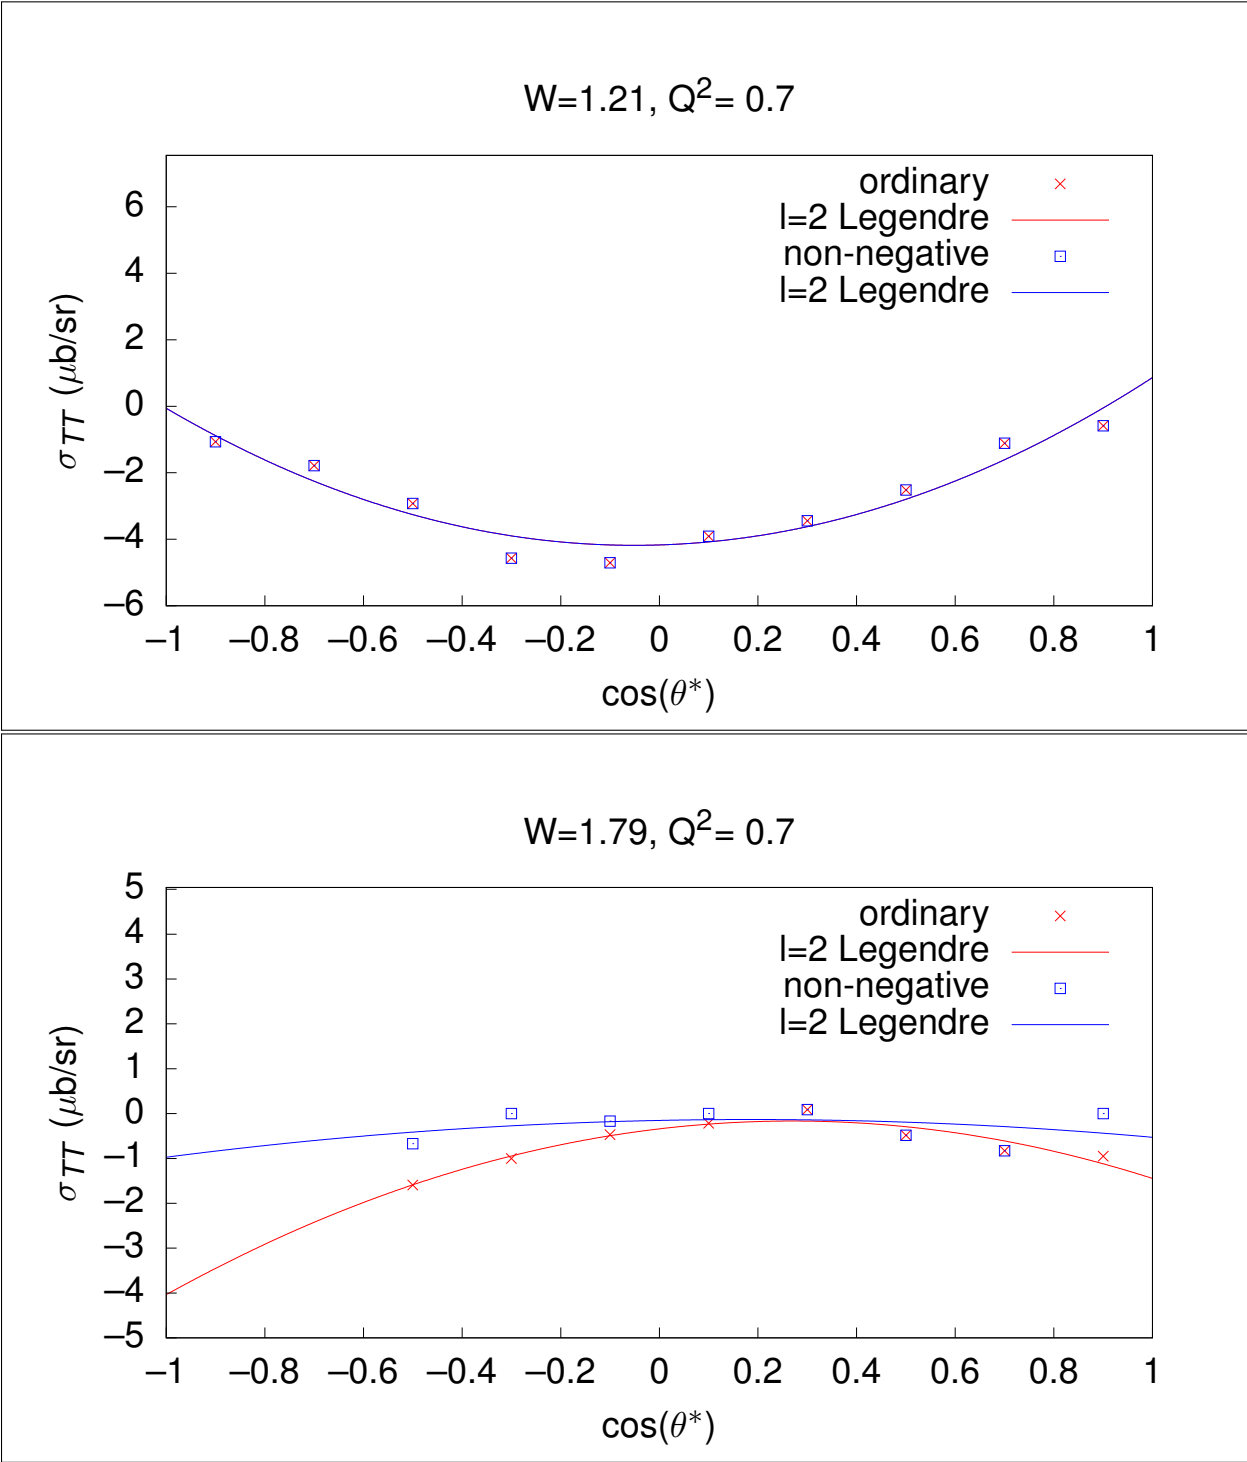 W=1.21, Q²= 0.7
ordinary
l=2 Legendre
non-negative
l=2 Legendre
6
4
2
0
−2
−4
−6
σTT (μb/sr)
−1 −0.8 −0.6 −0.4 −0.2 0 0.2 0.4 0.6 0.8 1
cos(θ*)
W=1.79, Q²= 0.7
ordinary
l=2 Legendre
non-negative
l=2 Legendre
5
4
3
2
1
0
−1
−2
−3
−4
−5
σTT (μb/sr)
−1 −0.8 −0.6 −0.4 −0.2 0 0.2 0.4 0.6 0.8 1
cos(θ*)